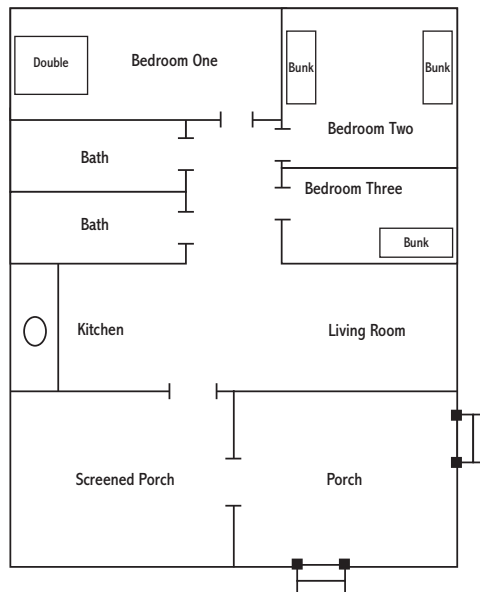 Double
Bedroom One
Bunk
Bunk
Bedroom Two
Bath
Bedroom Three
Bath
Bunk
Kitchen
Living Room
Screened Porch
Porch